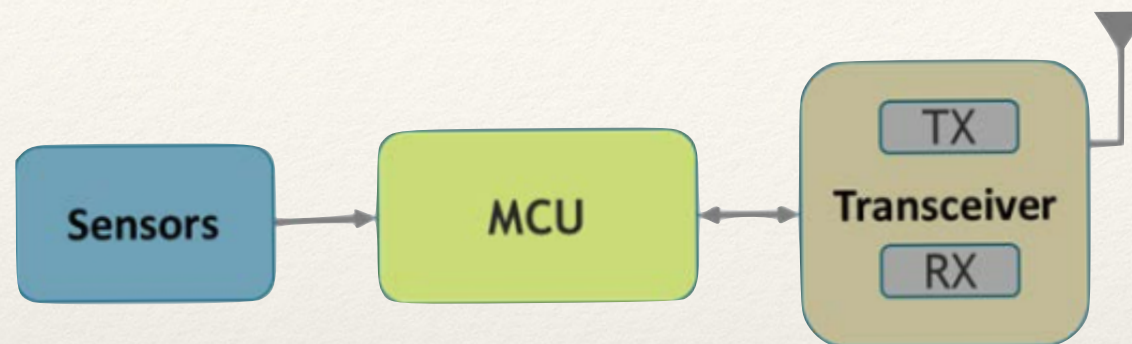 Sensors
MCU
TX
Transceiver
RX